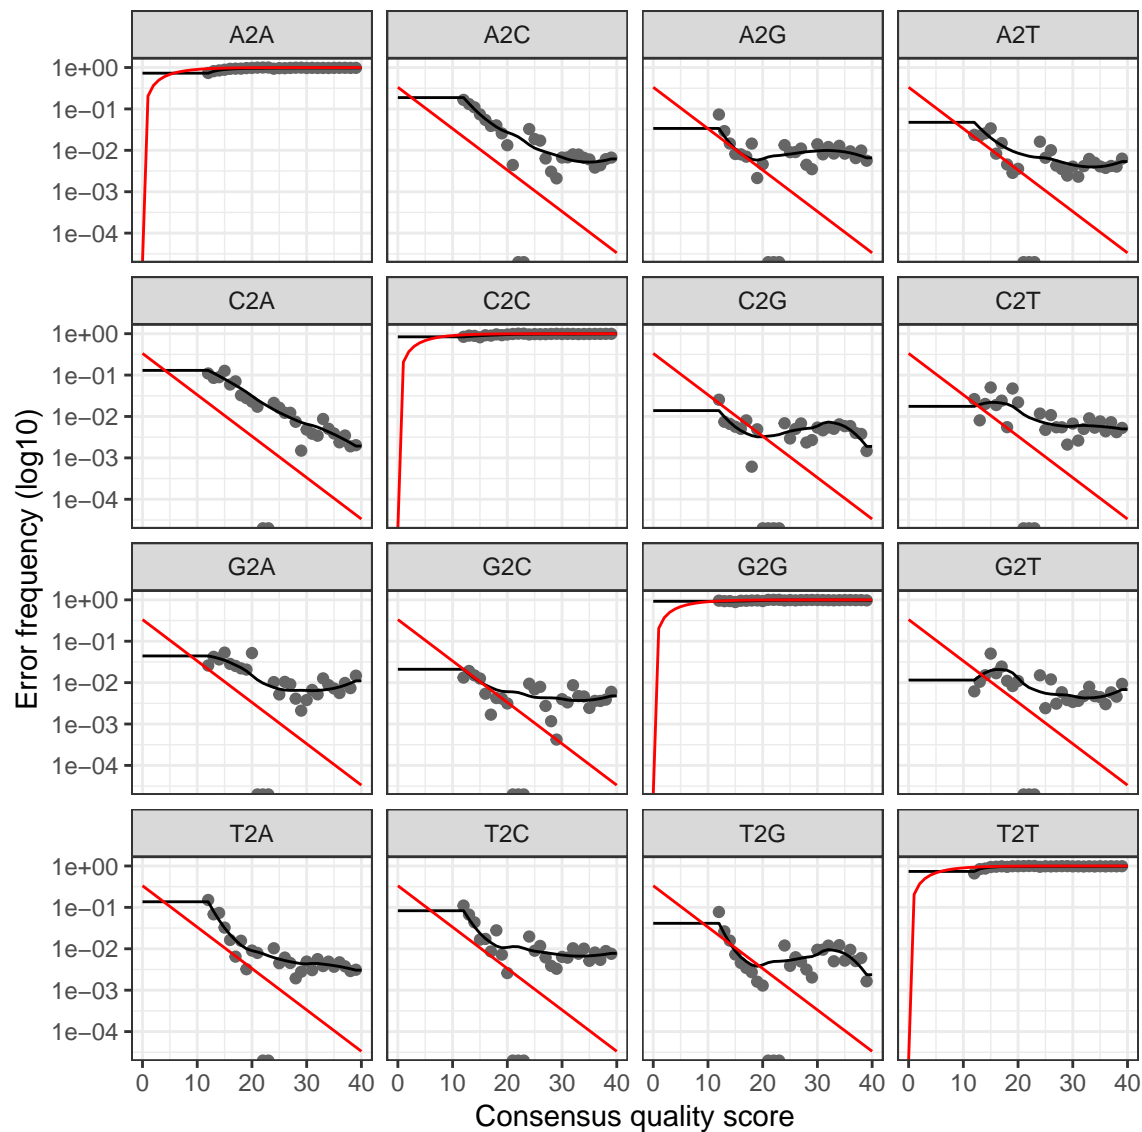 A2A A2C A2G A2T
1e+00
1e−01
1e−02
1e−03
1e−04
C2A C2C C2G C2T
1e+00
1e−01
1e−02
1e−03
1e−04
G2A G2C G2G G2T
1e+00
1e−01
1e−02
1e−03
1e−04
T2A T2C T2G T2T
1e+00
1e−01
1e−02
1e−03
1e−04
0 10 20 30 40 0 10 20 30 40 0 10 20 30 40 0 10 20 30 40
Consensus quality score
Error frequency (log10)